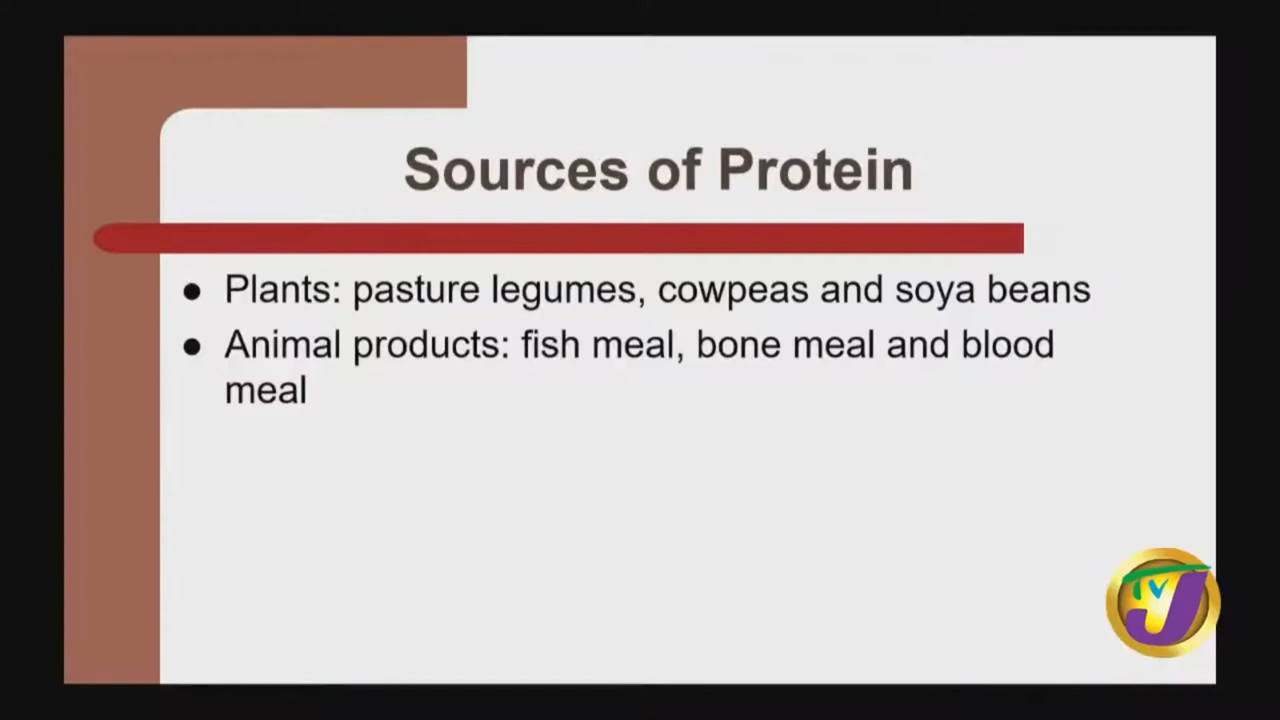 Sources of Protein
● Plants: pasture legumes, cowpeas and soya beans
● Animal products: fish meal, bone meal and blood
meal
TVJ